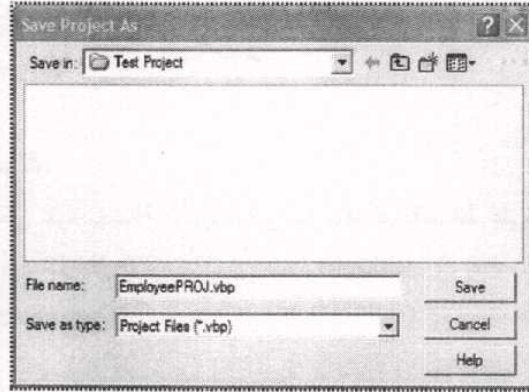 Save Project As
Save in: Test Project
File name: EmployeePROJ.vbp Save
Save as type: Project Files (*.vbp) Cancel
Help